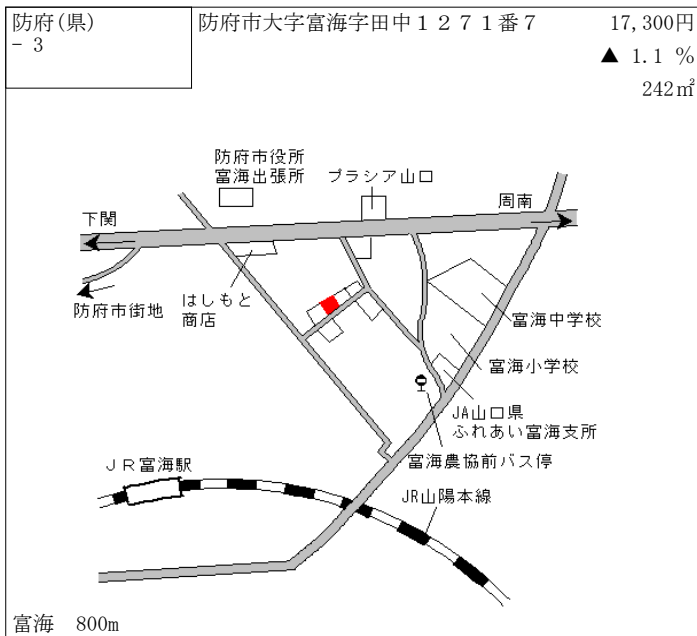 防府(県)
- 3
防府市大字富海字田中１２７１番７
17,300円
▲ 1.1 %
242㎡
防府市役所
富海出張所
プラシア山口
下関
周南
防府市街地
はしもと
商店
富海中学校
富海小学校
JA山口県
ふれあい富海支所
富海農協前バス停
ＪＲ富海駅
JR山陽本線
富海 800m